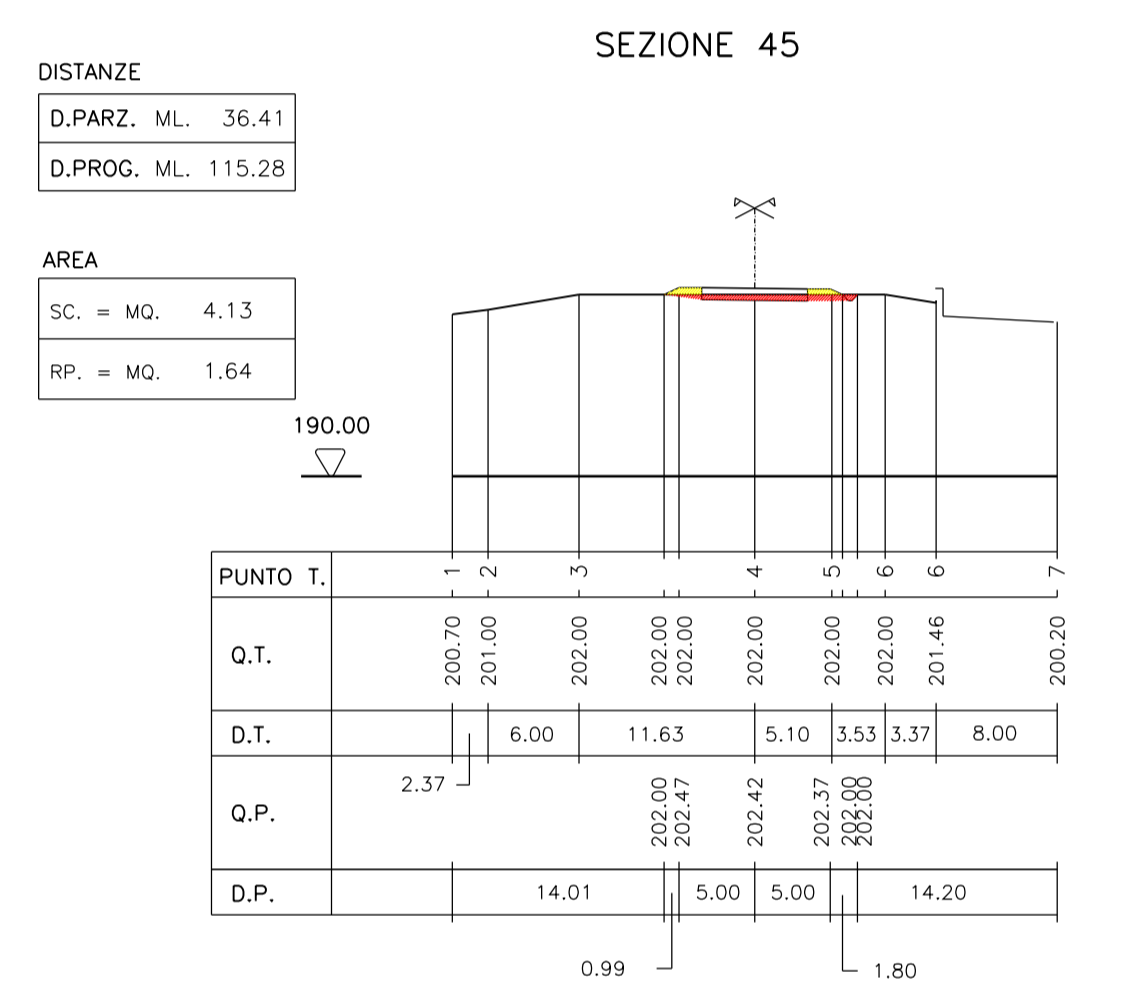 SEZIONE 45
DISTANZE
D.PARZ. ML. 36.41
D.PROG. ML. 115.28
AREA
SC. = MQ. 4.13
RP. = MQ. 1.64
190.00
PUNTO T. 1 2 3 4 5 6 6 7
Q.T. 200.70 201.00 202.00 202.00 202.00 202.00 202.00 202.00 201.46 200.20
D.T. 6.00 11.63 5.10 3.53 3.37 8.00
2.37
Q.P. 202.00 202.47 202.42 202.37 202.00 202.00
D.P. 14.01 5.00 5.00 14.20
0.99 1.80